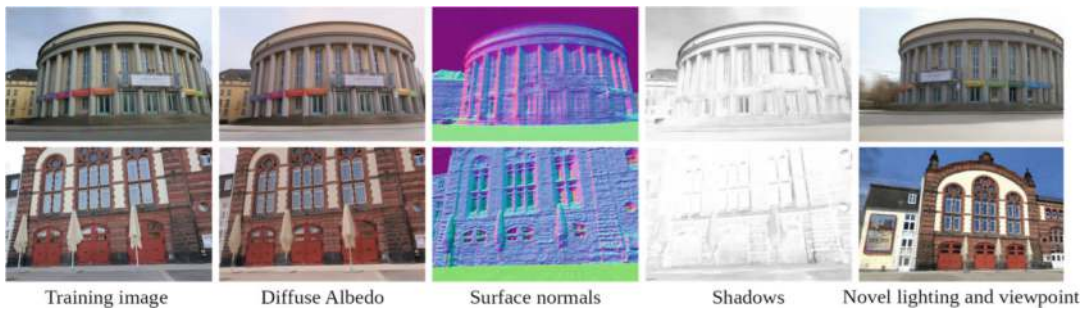 Training image
Diffuse Albedo
Surface normals
Shadows
Novel lighting and viewpoint